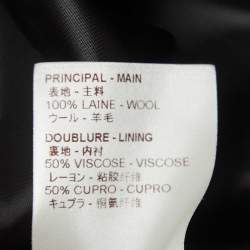 PRINCIPAL - MAIN
表地 - 主料
100% LAINE - WOOL
ウール - 羊毛
DOUBLURE - LINING
裏地 - 内衬
50% VISCOSE - VISCOSE
レーヨン - 粘胶纤维
50% CUPRO - CUPRO
キュプラ - 铜氨纤维